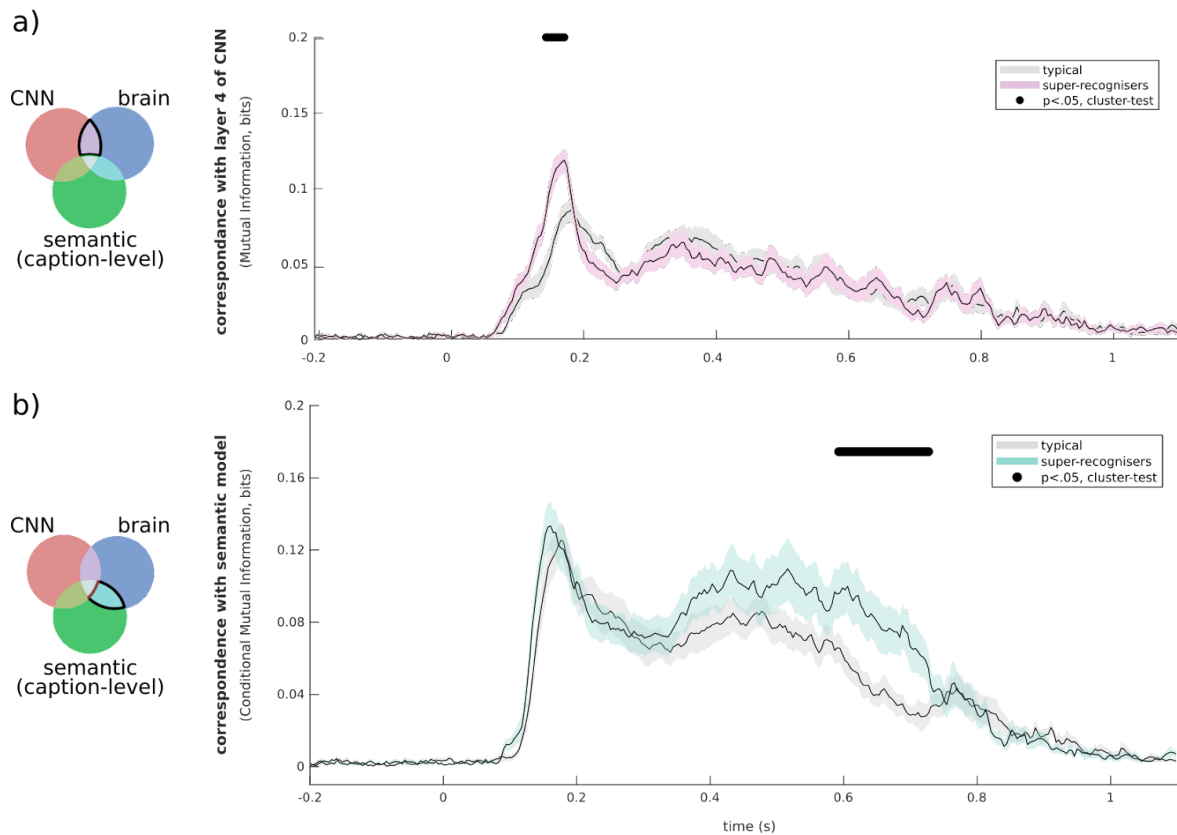 a)
CNN brain
semantic
(caption-level)
correspondance with layer 4 of CNN
(Mutual Information, bits)
0.2
0.15
0.1
0.05
0
-0.2 0 0.2 0.4 0.6 0.8 1
typical
super-recognisers
p<.05, cluster-test
b)
CNN brain
semantic
(caption-level)
correspondence with semantic model
(Conditional Mutual Information, bits)
0.2
0.16
0.12
0.08
0.04
0
-0.2 0 0.2 0.4 0.6 0.8 1
time (s)
typical
super-recognisers
p<.05, cluster-test